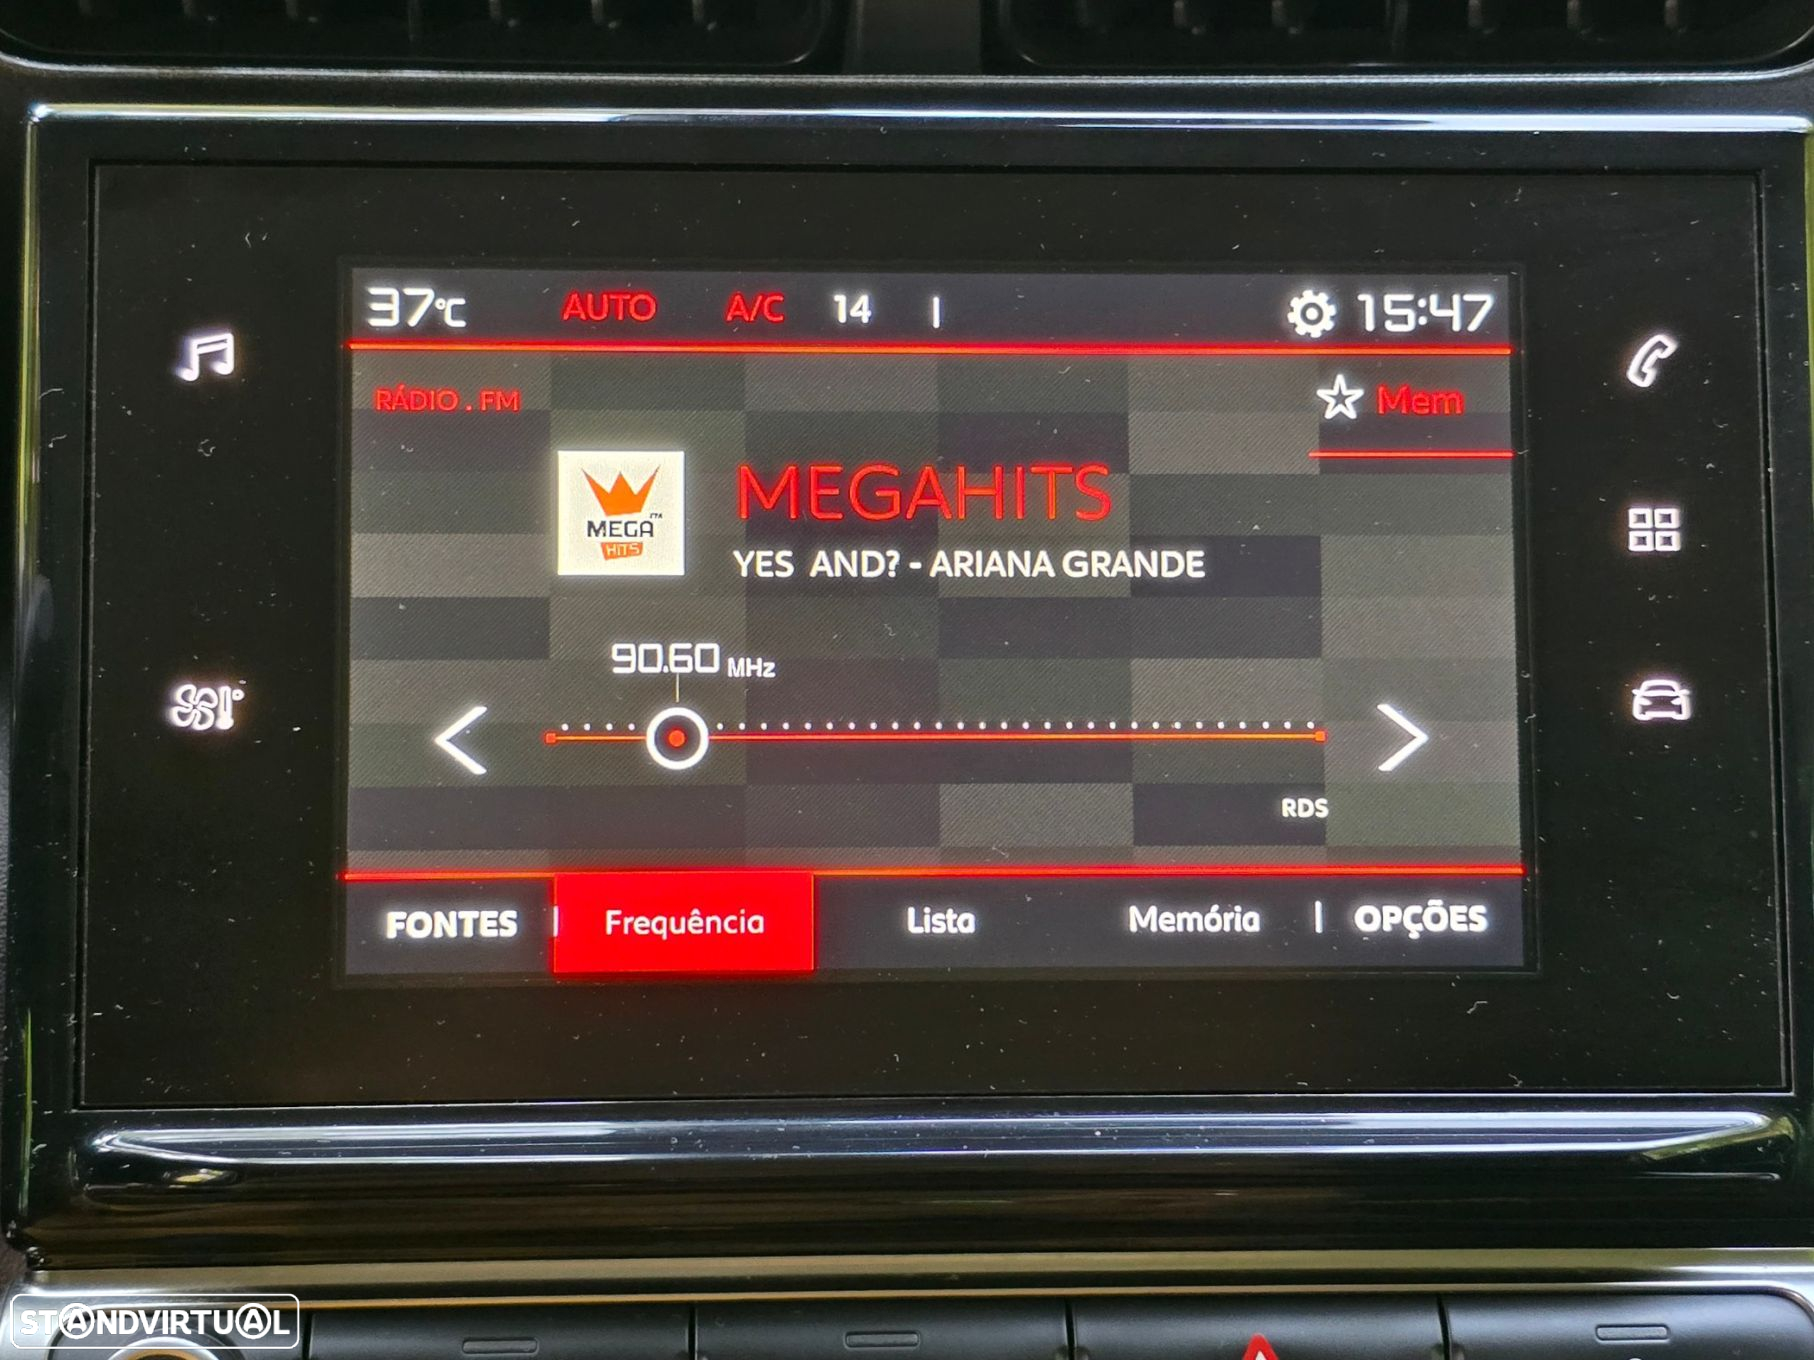 37°C AUTO A/C 14 15:47
RÁDIO . FM
Mem
MEGA
HITS
MEGAHITS
YES AND? - ARIANA GRANDE
90.60 MHz
RDS
FONTES Frequência Lista Memória OPÇÕES
STANDVIRTUAL